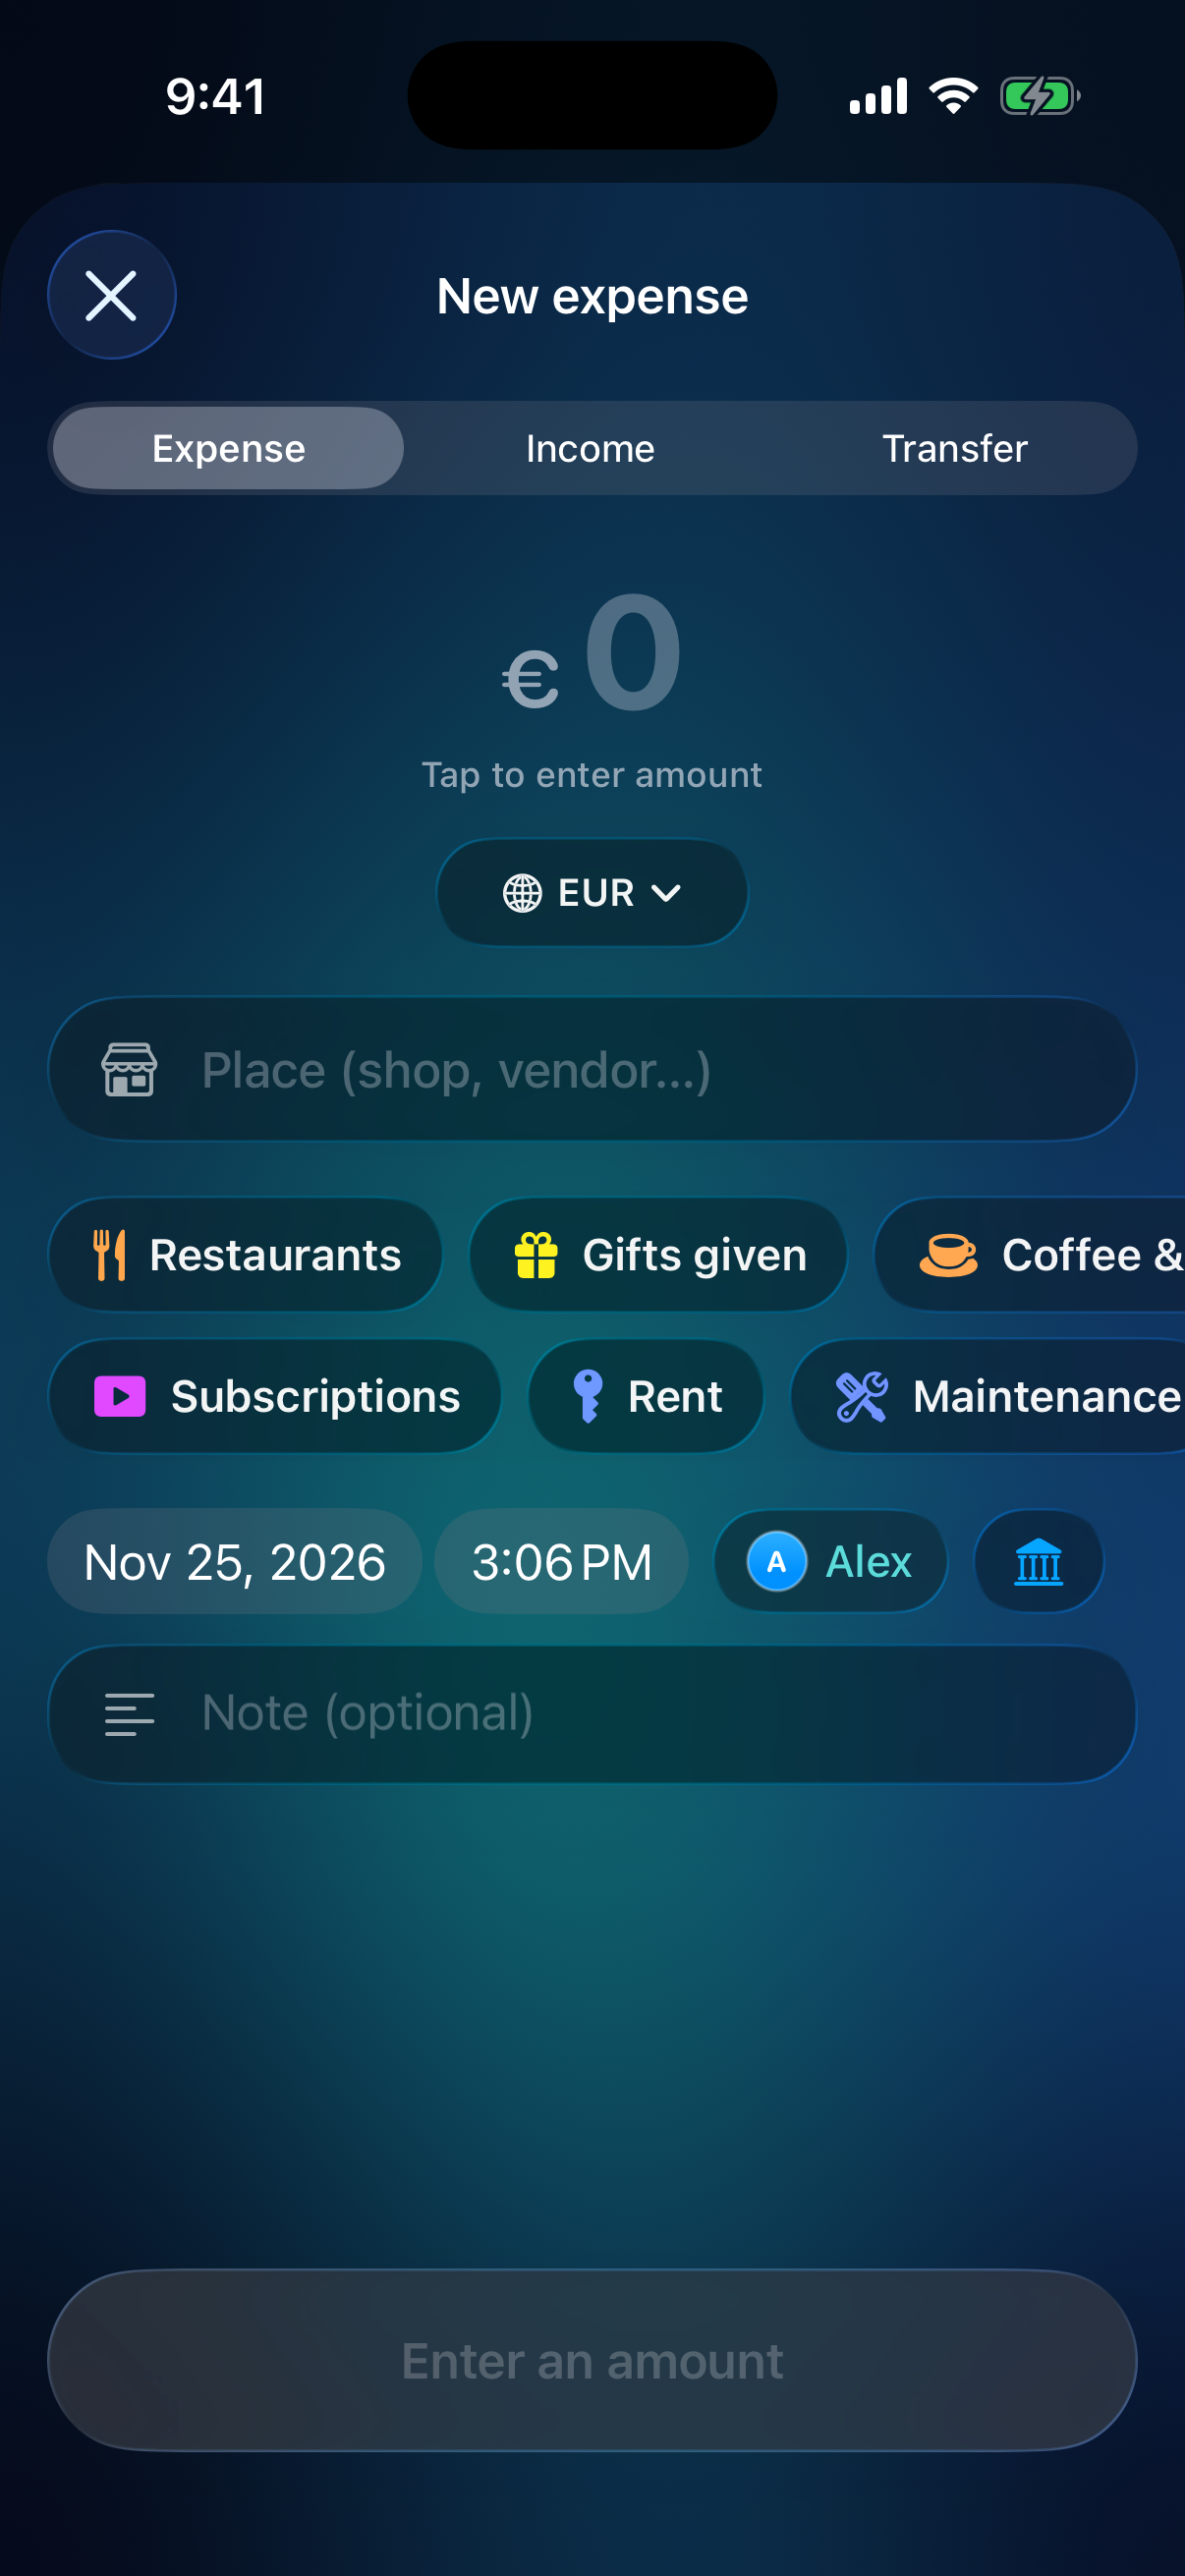 9:41
New expense
Expense Income Transfer
€ 0
Tap to enter amount
EUR
Place (shop, vendor...)
Restaurants Gifts given Coffee &
Subscriptions Rent Maintenance
Nov 25, 2026 3:06 PM A Alex
Note (optional)
Enter an amount